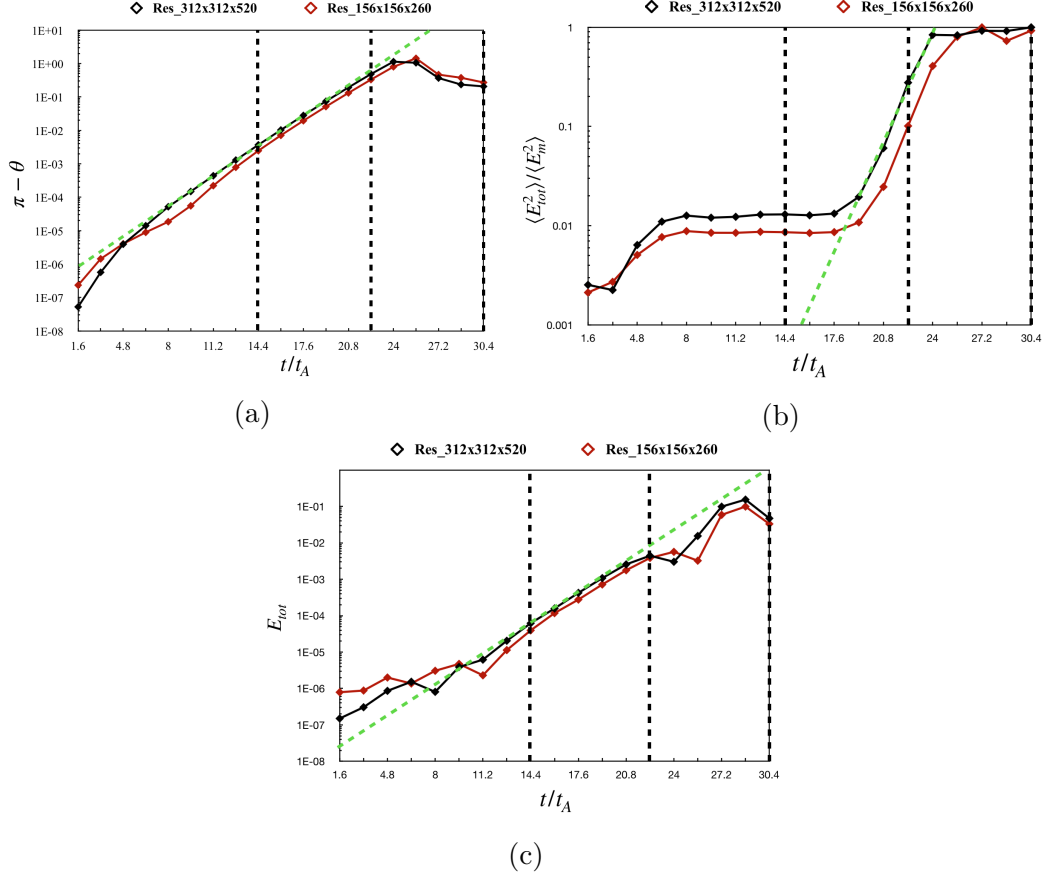 Res_312x312x520 Res_156x156x260
1E+01
1E+00
1E-01
1E-02
1E-03
1E-04
1E-05
1E-06
1E-07
1E-08
π − θ
1.6 4.8 8 11.2 14.4 17.6 20.8 24 27.2 30.4
t/t_A
(a)
Res_312x312x520 Res_156x156x260
1
0.1
0.01
0.001
⟨E²_tot⟩/⟨E²_m⟩
1.6 4.8 8 11.2 14.4 17.6 20.8 24 27.2 30.4
t/t_A
(b)
Res_312x312x520 Res_156x156x260
1E-01
1E-02
1E-03
1E-04
1E-05
1E-06
1E-07
1E-08
E_tot
1.6 4.8 8 11.2 14.4 17.6 20.8 24 27.2 30.4
t/t_A
(c)